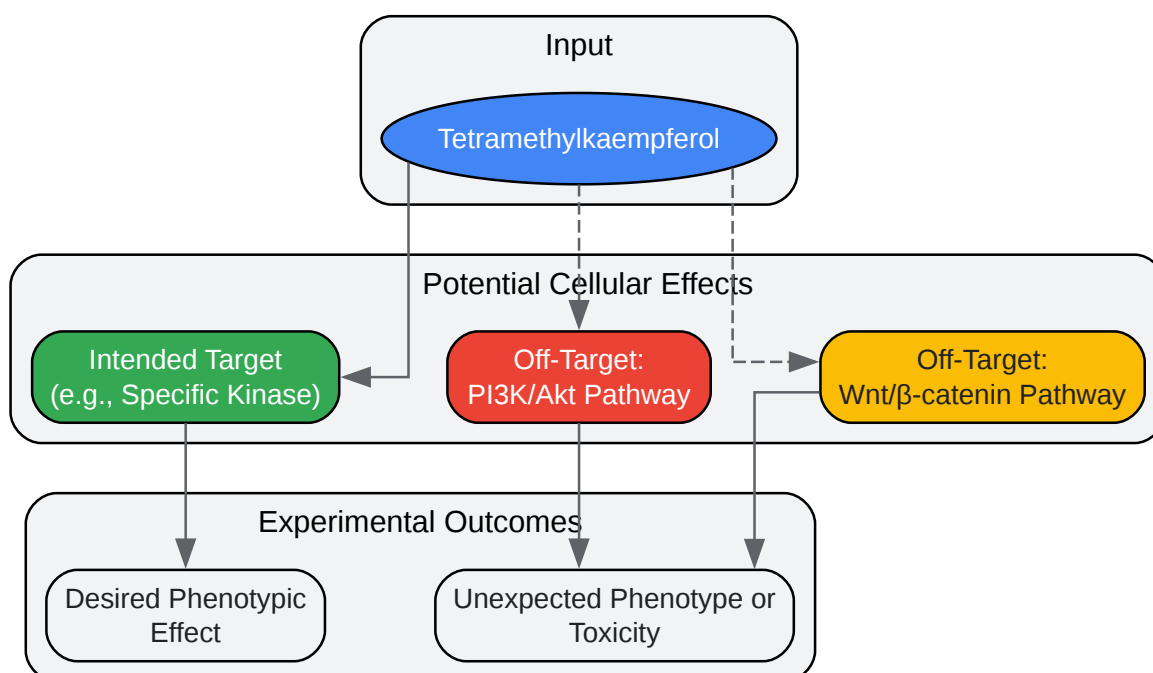 Input
Tetramethylkaempferol
Potential Cellular Effects
Intended Target
(e.g., Specific Kinase)
Off-Target:
PI3K/Akt Pathway
Off-Target:
Wnt/β-catenin Pathway
Experimental Outcomes
Desired Phenotypic
Effect
Unexpected Phenotype or
Toxicity